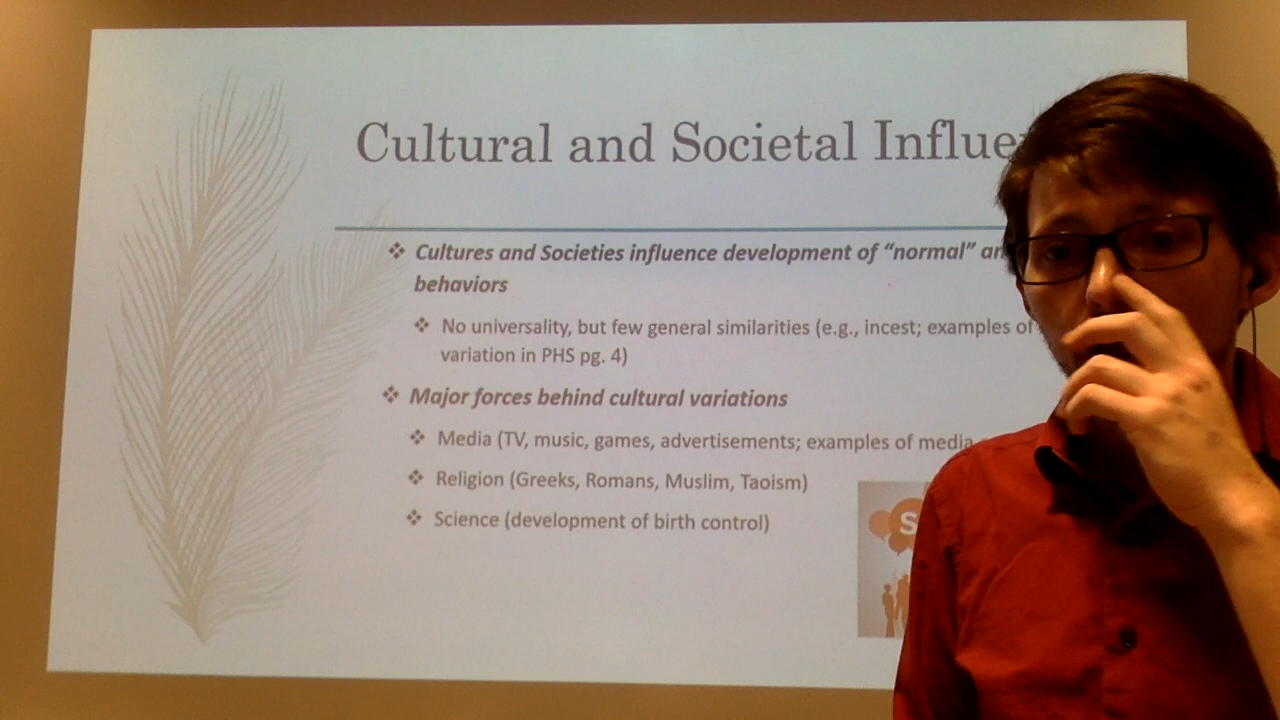 Cultural and Societal
❖ Cultures and Societies influence development of “normal”
behaviors
❖ No universality, but few general similarities (e.g., incest; examples of
variation in PHS pg. 4)
❖ Major forces behind cultural variations
❖ Media (TV, music, games, advertisements; examples of media
❖ Religion (Greeks, Romans, Muslim, Taoism)
❖ Science (development of birth control)
S